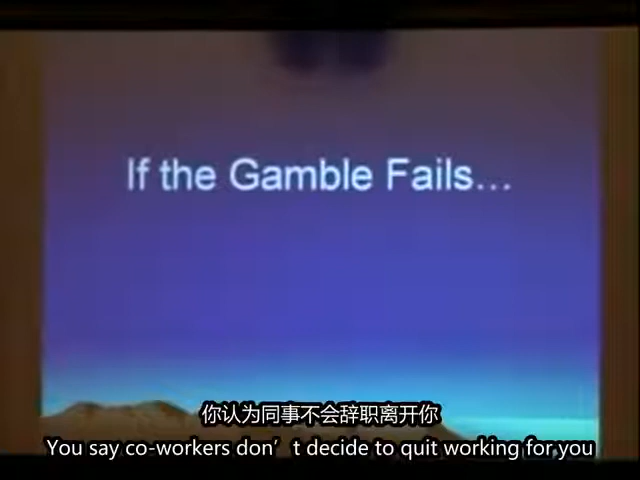 If the Gamble Fails...
你认为同事不会辞职离开你
You say co-workers don't decide to quit working for you